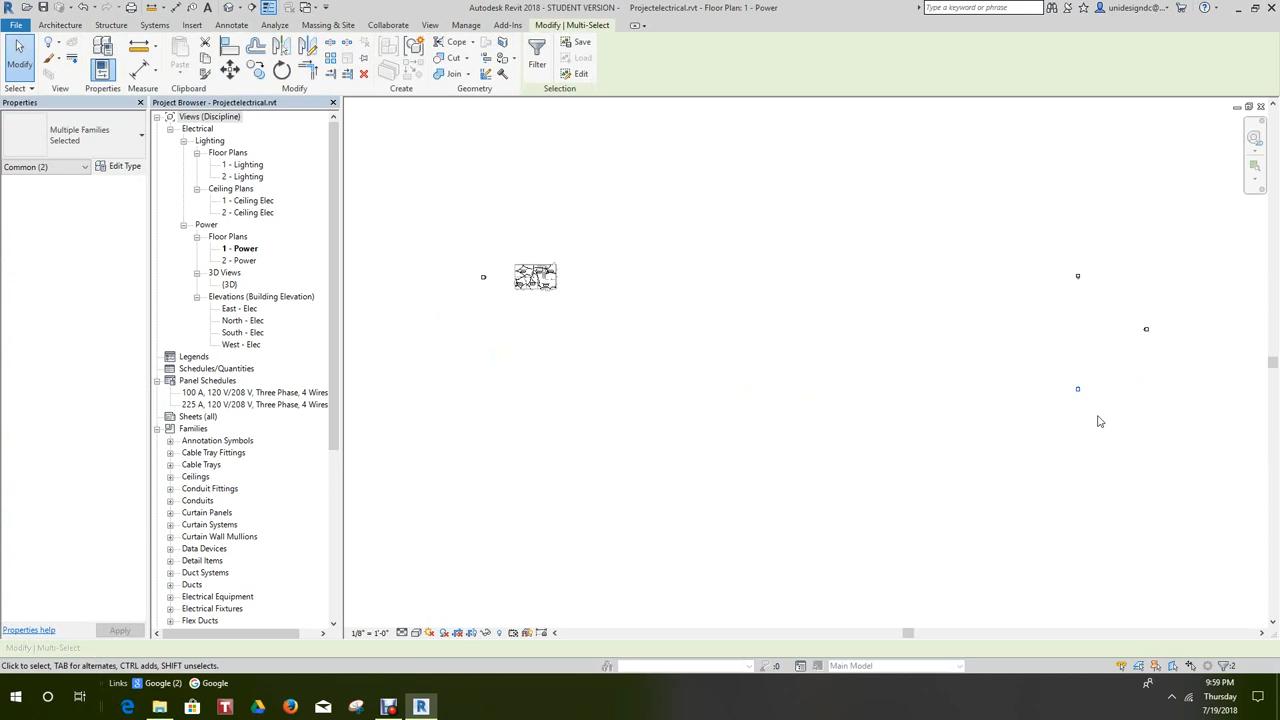 Autodesk Revit 2018 - STUDENT VERSION - Projectelectrical.rvt - Floor Plan: 1 - Power
Type a keyword or phrase
unidesigndc@...
File Architecture Structure Systems Insert Annotate Analyze Massing & Site Collaborate View Manage Add-Ins Modify | Multi-Select
Modify
Paste
Cope
Cut
Join
Filter
Save
Load
Edit
Select View Properties Clipboard Measure Modify Create Geometry Selection
Properties
Multiple Families
Selected
Common (2)
Edit Type
Properties help
Apply
Project Browser - Projectelectrical.rvt
Views (Discipline)
Electrical
Lighting
Floor Plans
1 - Lighting
2 - Lighting
Ceiling Plans
1 - Ceiling Elec
2 - Ceiling Elec
Power
Floor Plans
1 - Power
2 - Power
3D Views
{3D}
Elevations (Building Elevation)
East - Elec
North - Elec
South - Elec
West - Elec
Legends
Schedules/Quantities
Panel Schedules
100 A, 120 V/208 V, Three Phase, 4 Wires
225 A, 120 V/208 V, Three Phase, 4 Wires
Sheets (all)
Families
Annotation Symbols
Cable Tray Fittings
Cable Trays
Ceilings
Conduit Fittings
Conduits
Curtain Panels
Curtain Systems
Curtain Wall Mullions
Data Devices
Detail Items
Duct Systems
Ducts
Electrical Equipment
Electrical Fixtures
Flex Ducts
1/8" = 1'-0"
Modify | Multi-Select
Click to select, TAB for alternates, CTRL adds, SHIFT unselects.
:0
Main Model
:2
Links Google (2) Google
9:59 PM
Thursday
7/19/2018